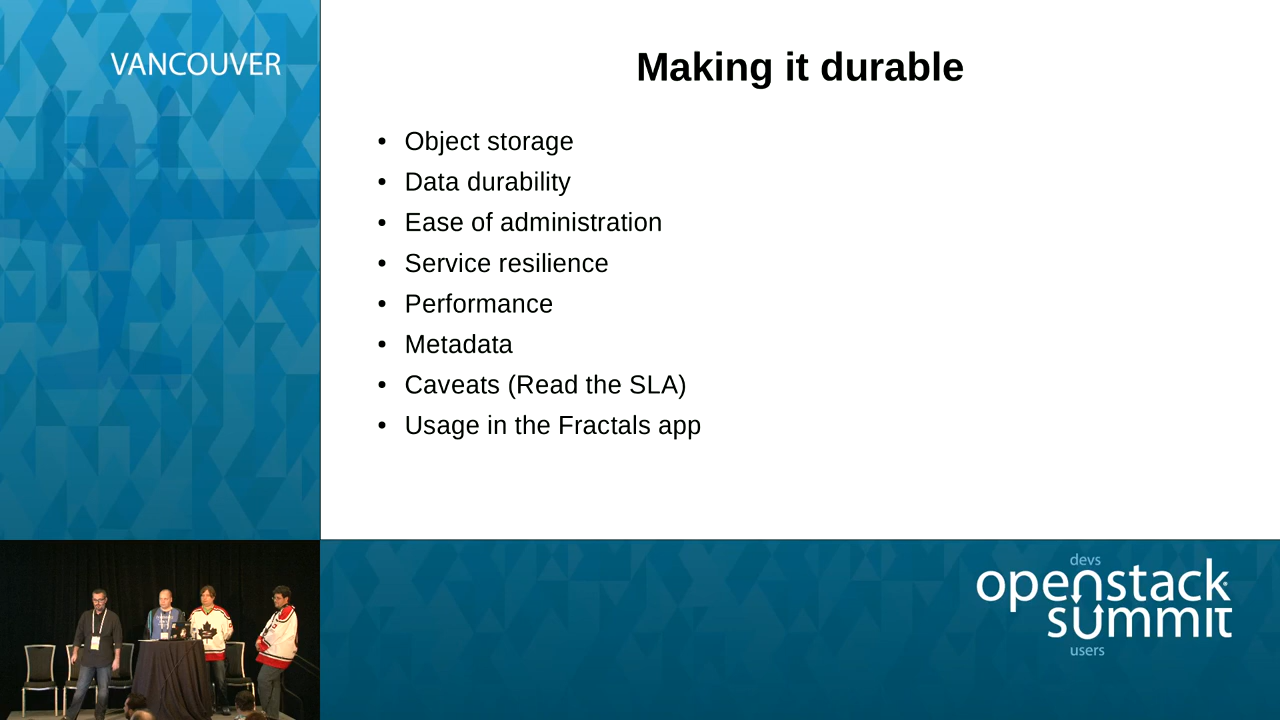 VANCOUVER
Making it durable
• Object storage
• Data durability
• Ease of administration
• Service resilience
• Performance
• Metadata
• Caveats (Read the SLA)
• Usage in the Fractals app
devs
openstack
summit
users